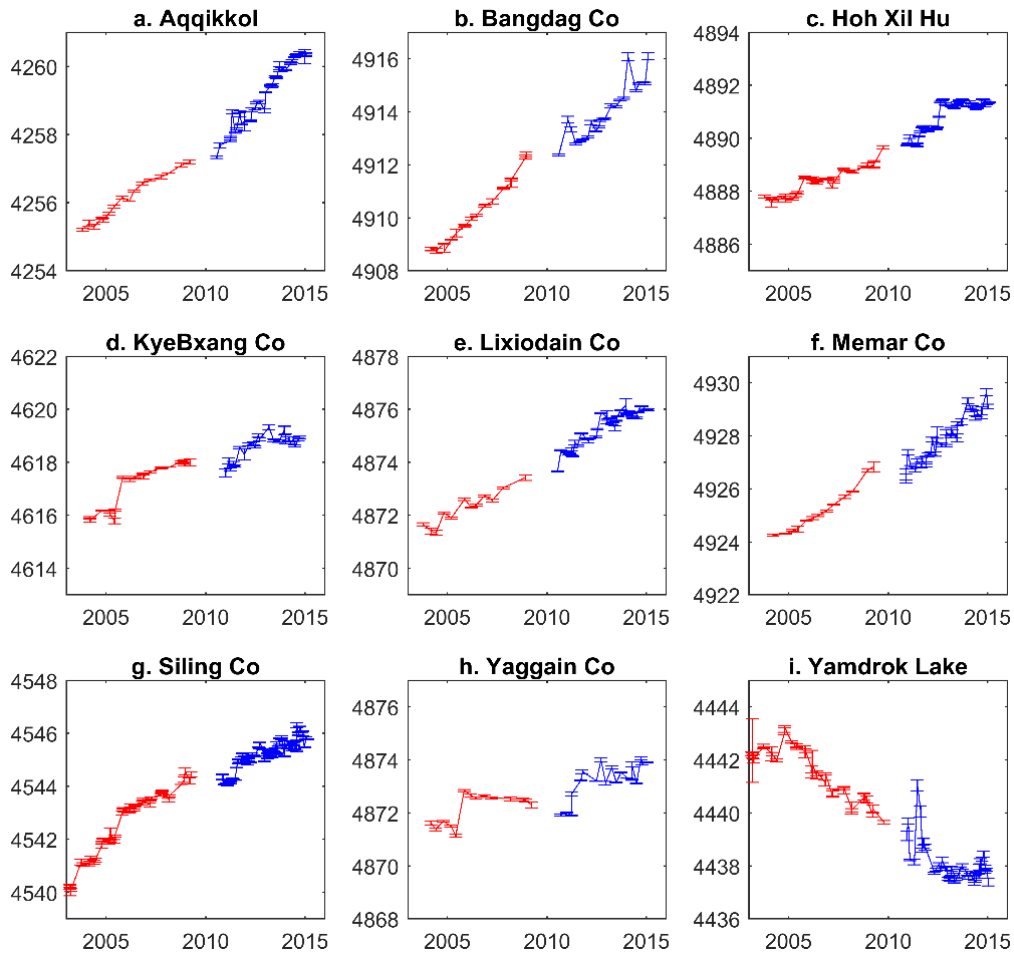 a. Aqqikkol
4260
4258
4256
4254
2005 2010 2015
b. Bangdag Co
4916
4914
4912
4910
4908
2005 2010 2015
c. Hoh Xil Hu
4894
4892
4890
4888
4886
2005 2010 2015
d. KyeBxang Co
4622
4620
4618
4616
4614
2005 2010 2015
e. Lixiodain Co
4878
4876
4874
4872
4870
2005 2010 2015
f. Memar Co
4930
4928
4926
4924
4922
2005 2010 2015
g. Siling Co
4548
4546
4544
4542
4540
2005 2010 2015
h. Yaggain Co
4876
4874
4872
4870
4868
2005 2010 2015
i. Yamdrok Lake
4444
4442
4440
4438
4436
2005 2010 2015